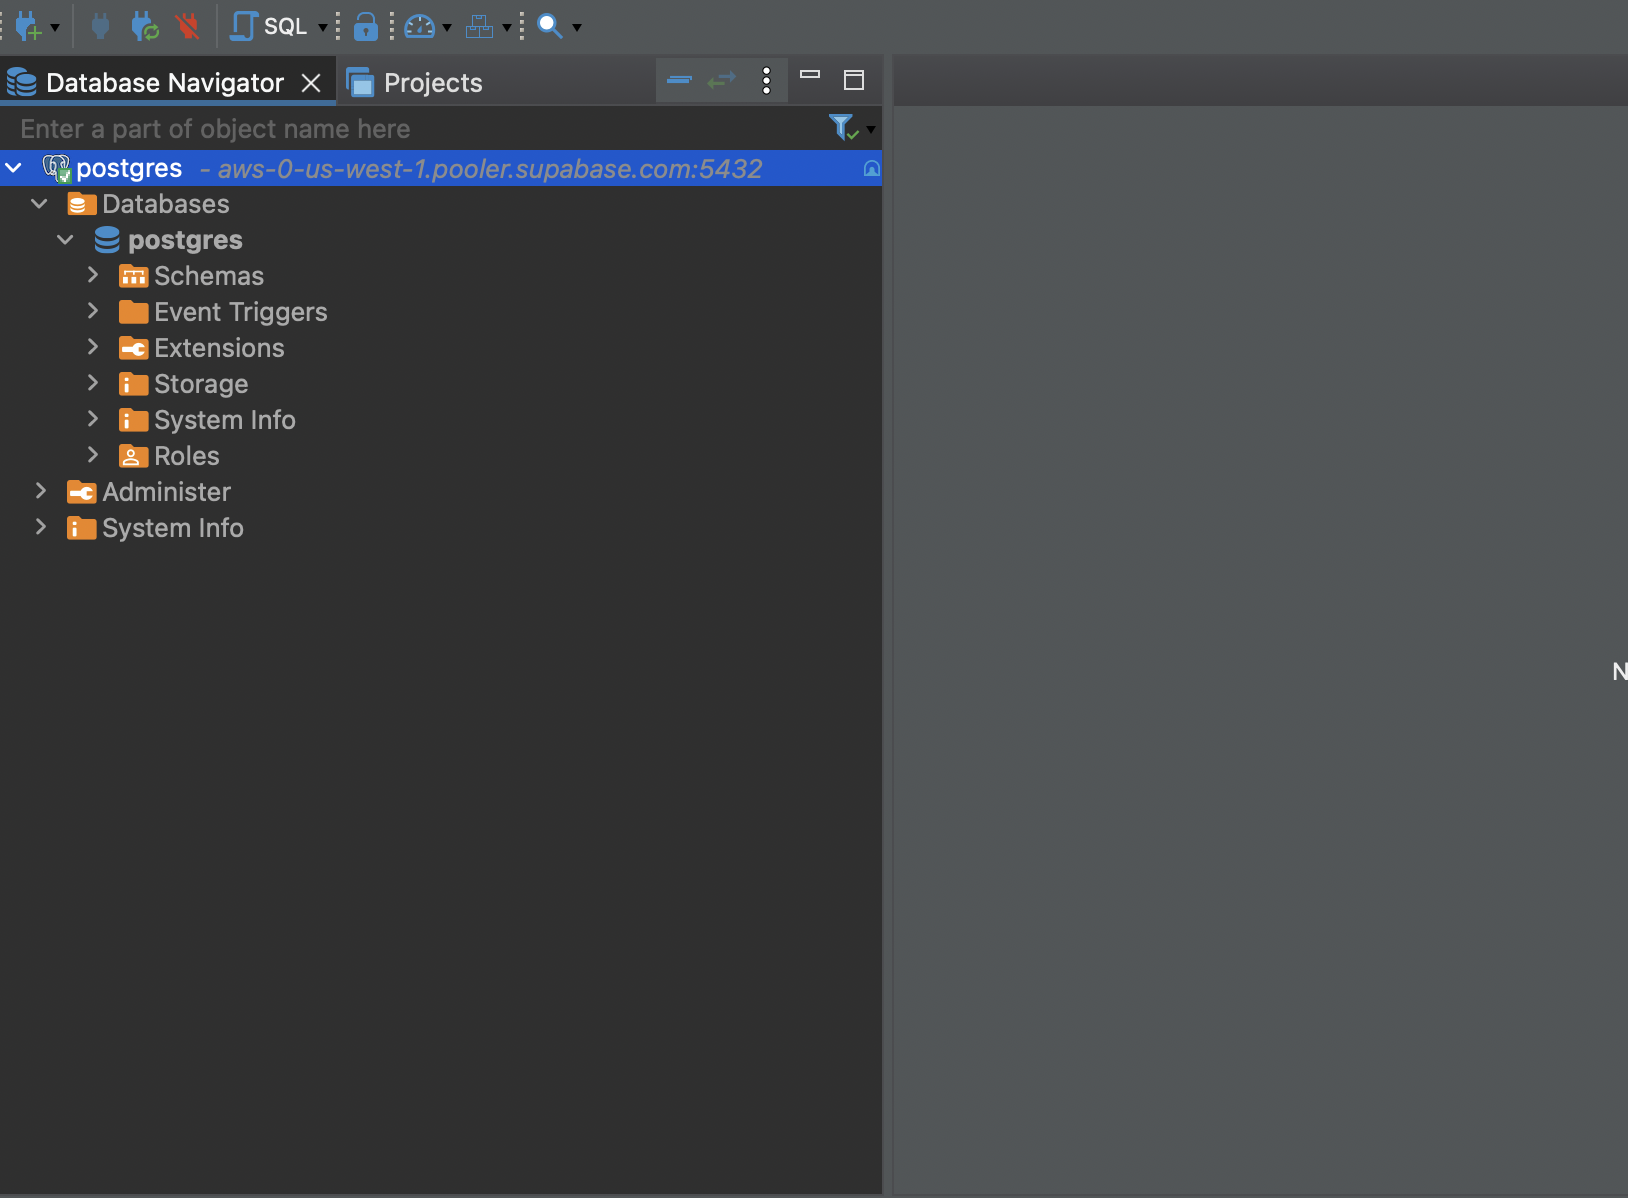 SQL
Database Navigator
Projects
Enter a part of object name here
postgres - aws-0-us-west-1.pooler.supabase.com:5432
Databases
postgres
Schemas
Event Triggers
Extensions
Storage
System Info
Roles
Administer
System Info
N